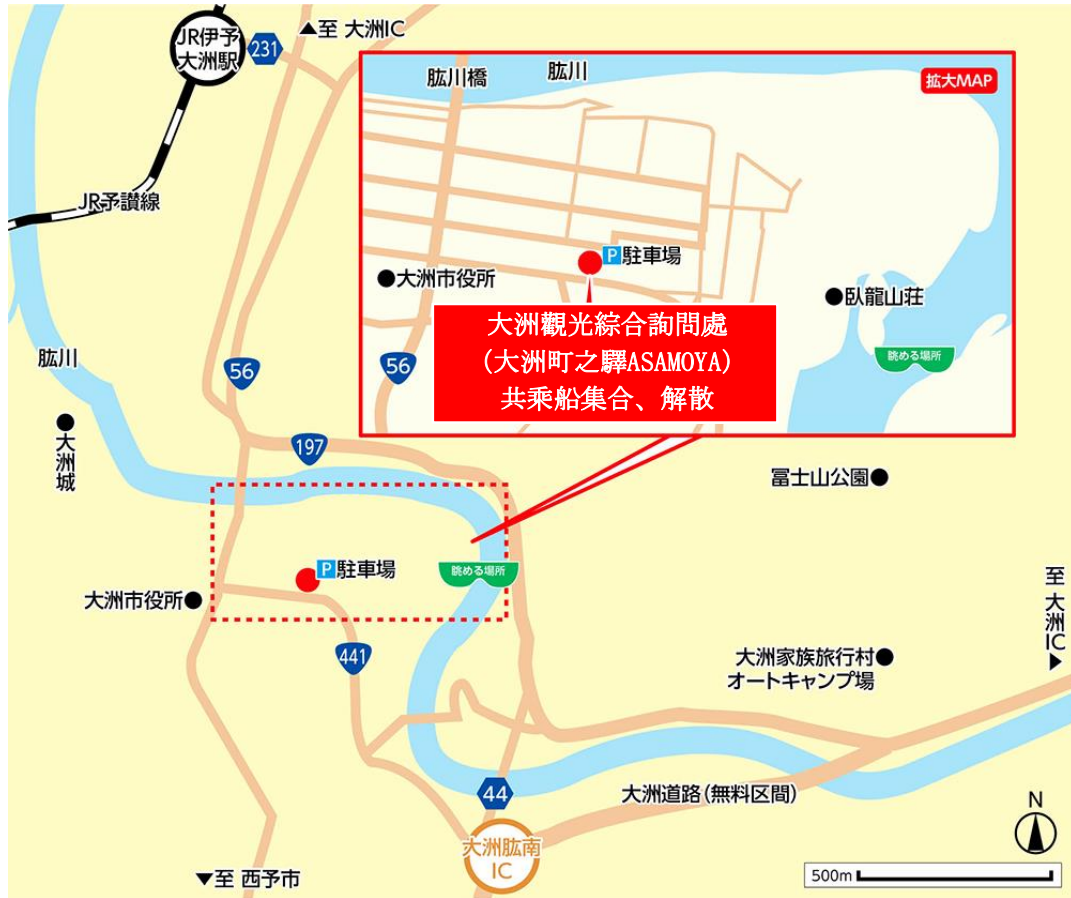 JR伊予
大洲駅
231
▲至 大洲IC
肱川橋
肱川
拡大MAP
JR予讃線
P駐車場
大洲市役所
臥龍山荘
大洲觀光綜合詢問處
(大洲町之驛ASAMOYA)
共乘船集合、解散
56
眺める場所
肱川
56
大洲城
197
冨士山公園
P駐車場
眺める場所
大洲市役所
441
至 大洲IC▶
大洲家族旅行村
オートキャンプ場
44
大洲道路(無料区間)
大洲肱南
IC
N
▼至 西予市
500m